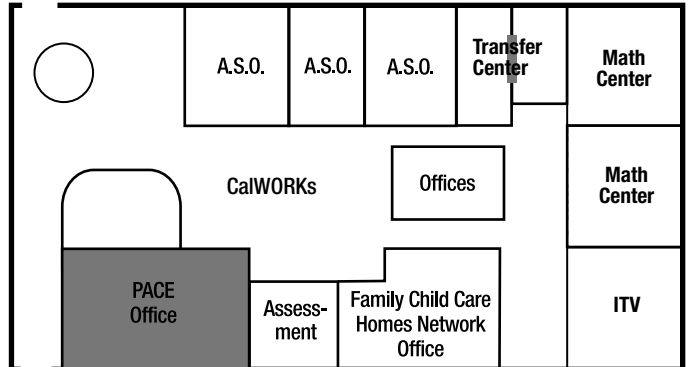 A.S.O.
A.S.O.
A.S.O.
Transfer
Center
Math
Center
CalWORKs
Offices
Math
Center
PACE
Office
Assess-
ment
Family Child Care
Homes Network
Office
ITV